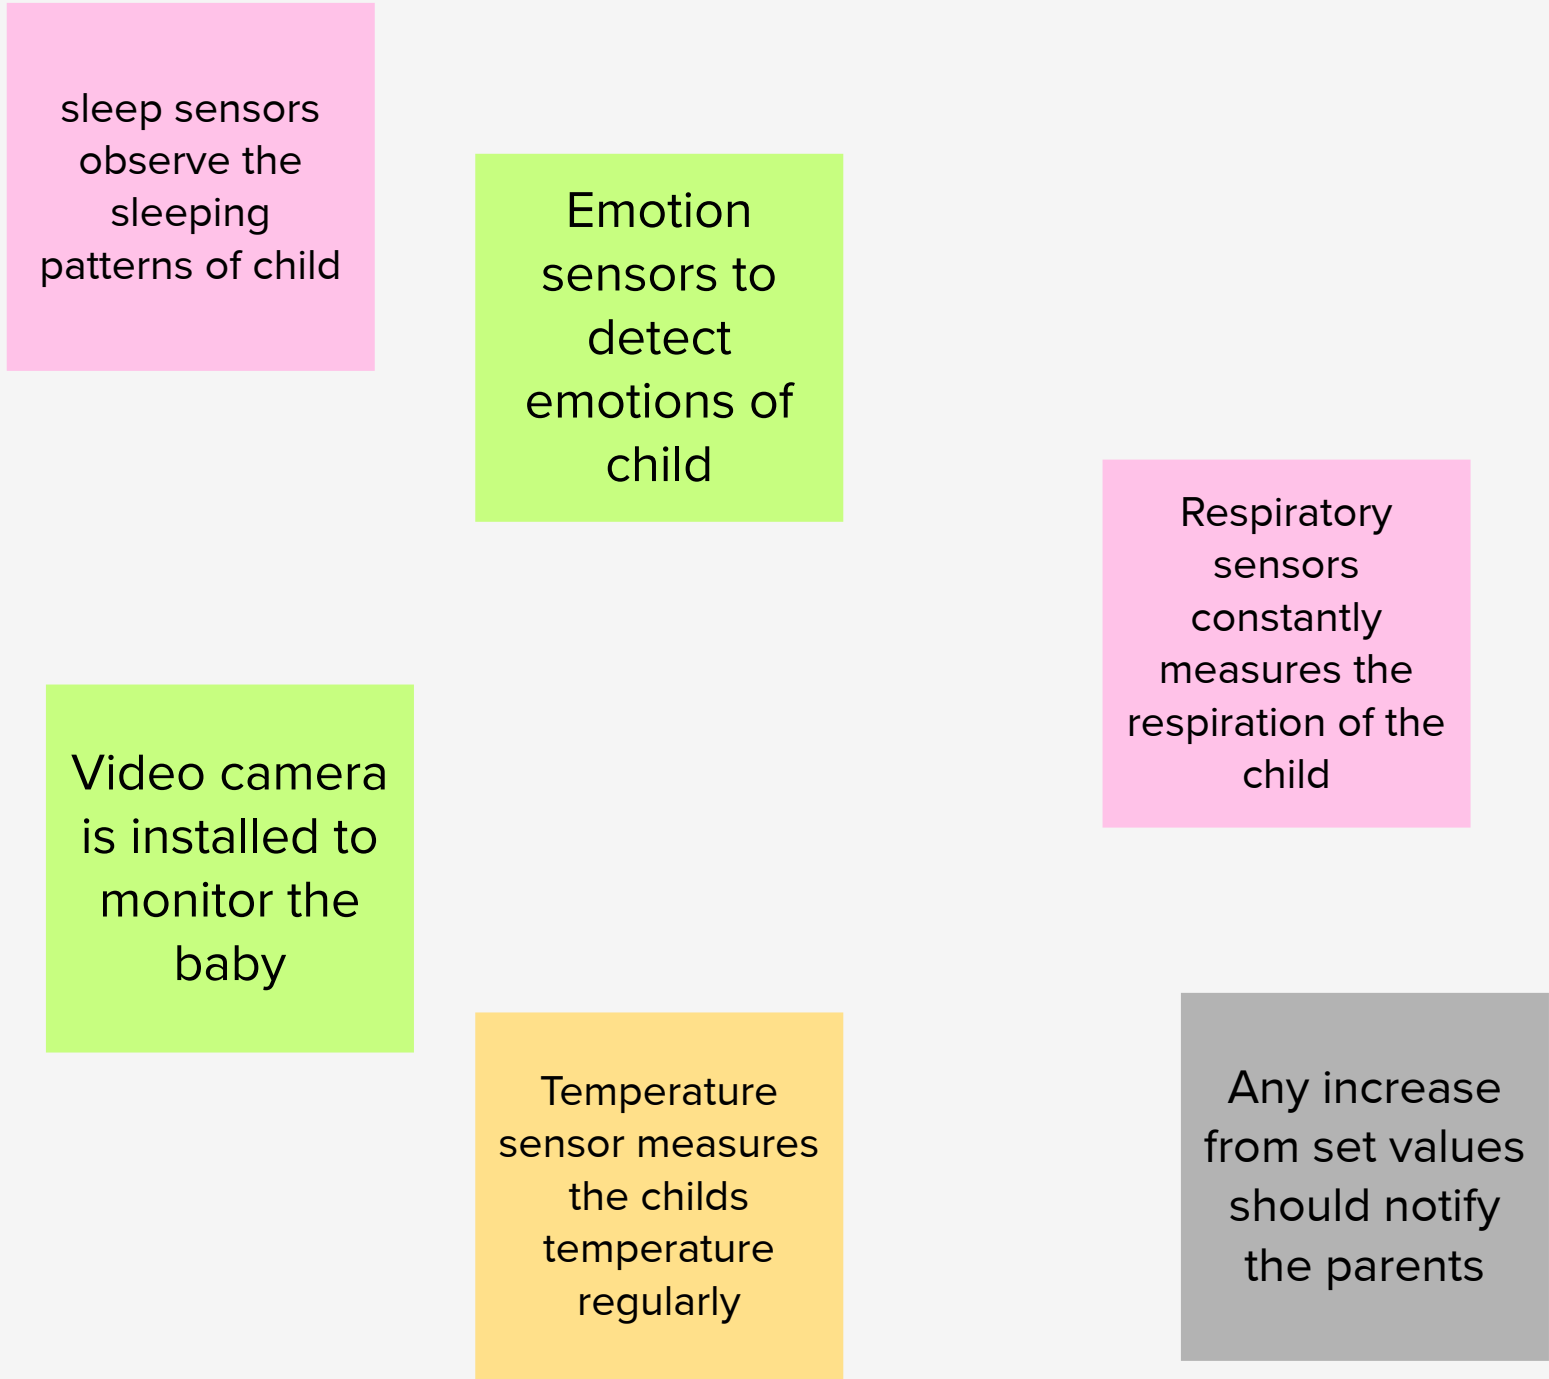 sleep sensors
observe the
sleeping
patterns of child
Emotion
sensors to
detect
emotions of
child
Respiratory
sensors
constantly
measures the
respiration of the
child
Video camera
is installed to
monitor the
baby
Temperature
sensor measures
the childs
temperature
regularly
Any increase
from set values
should notify
the parents